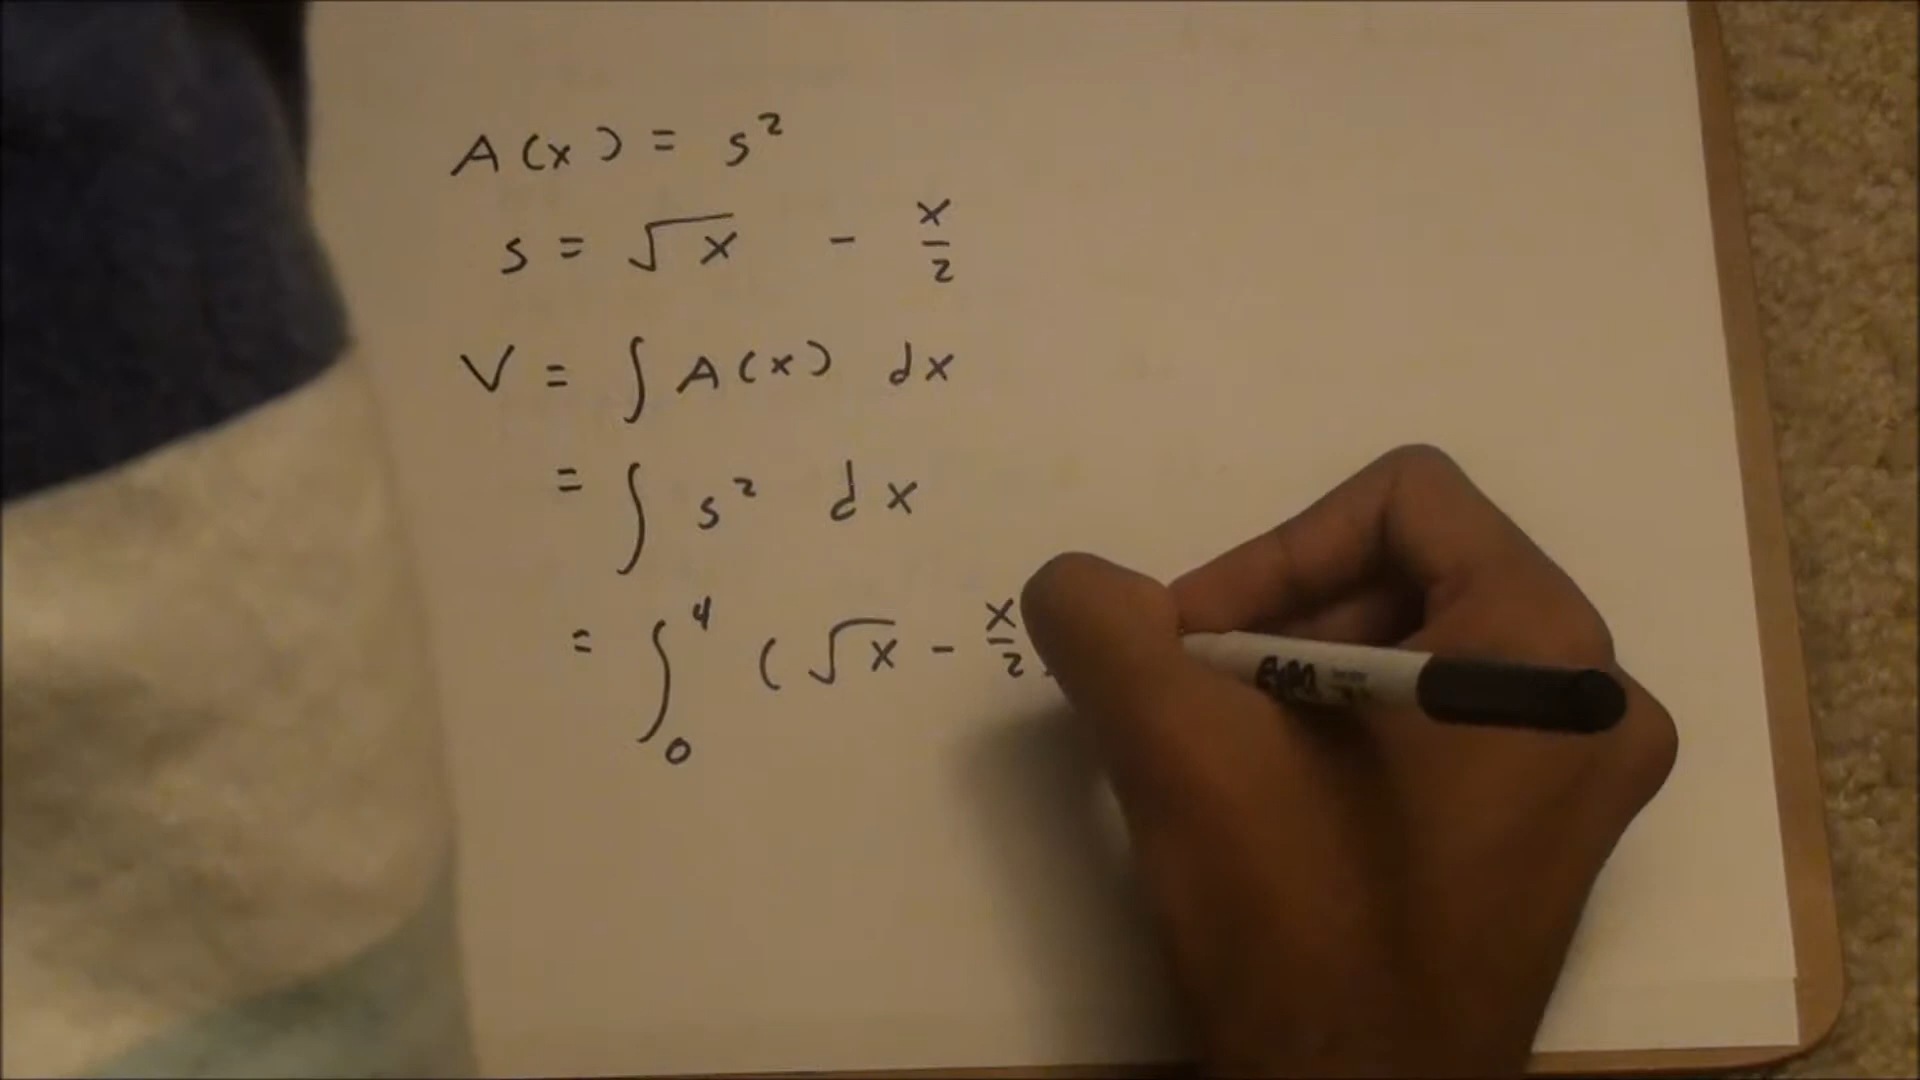 A(x) = s²
s = √x - x/2
V = ∫ A(x) dx
= ∫ s² dx
= ∫₀⁴ (√x - x/2